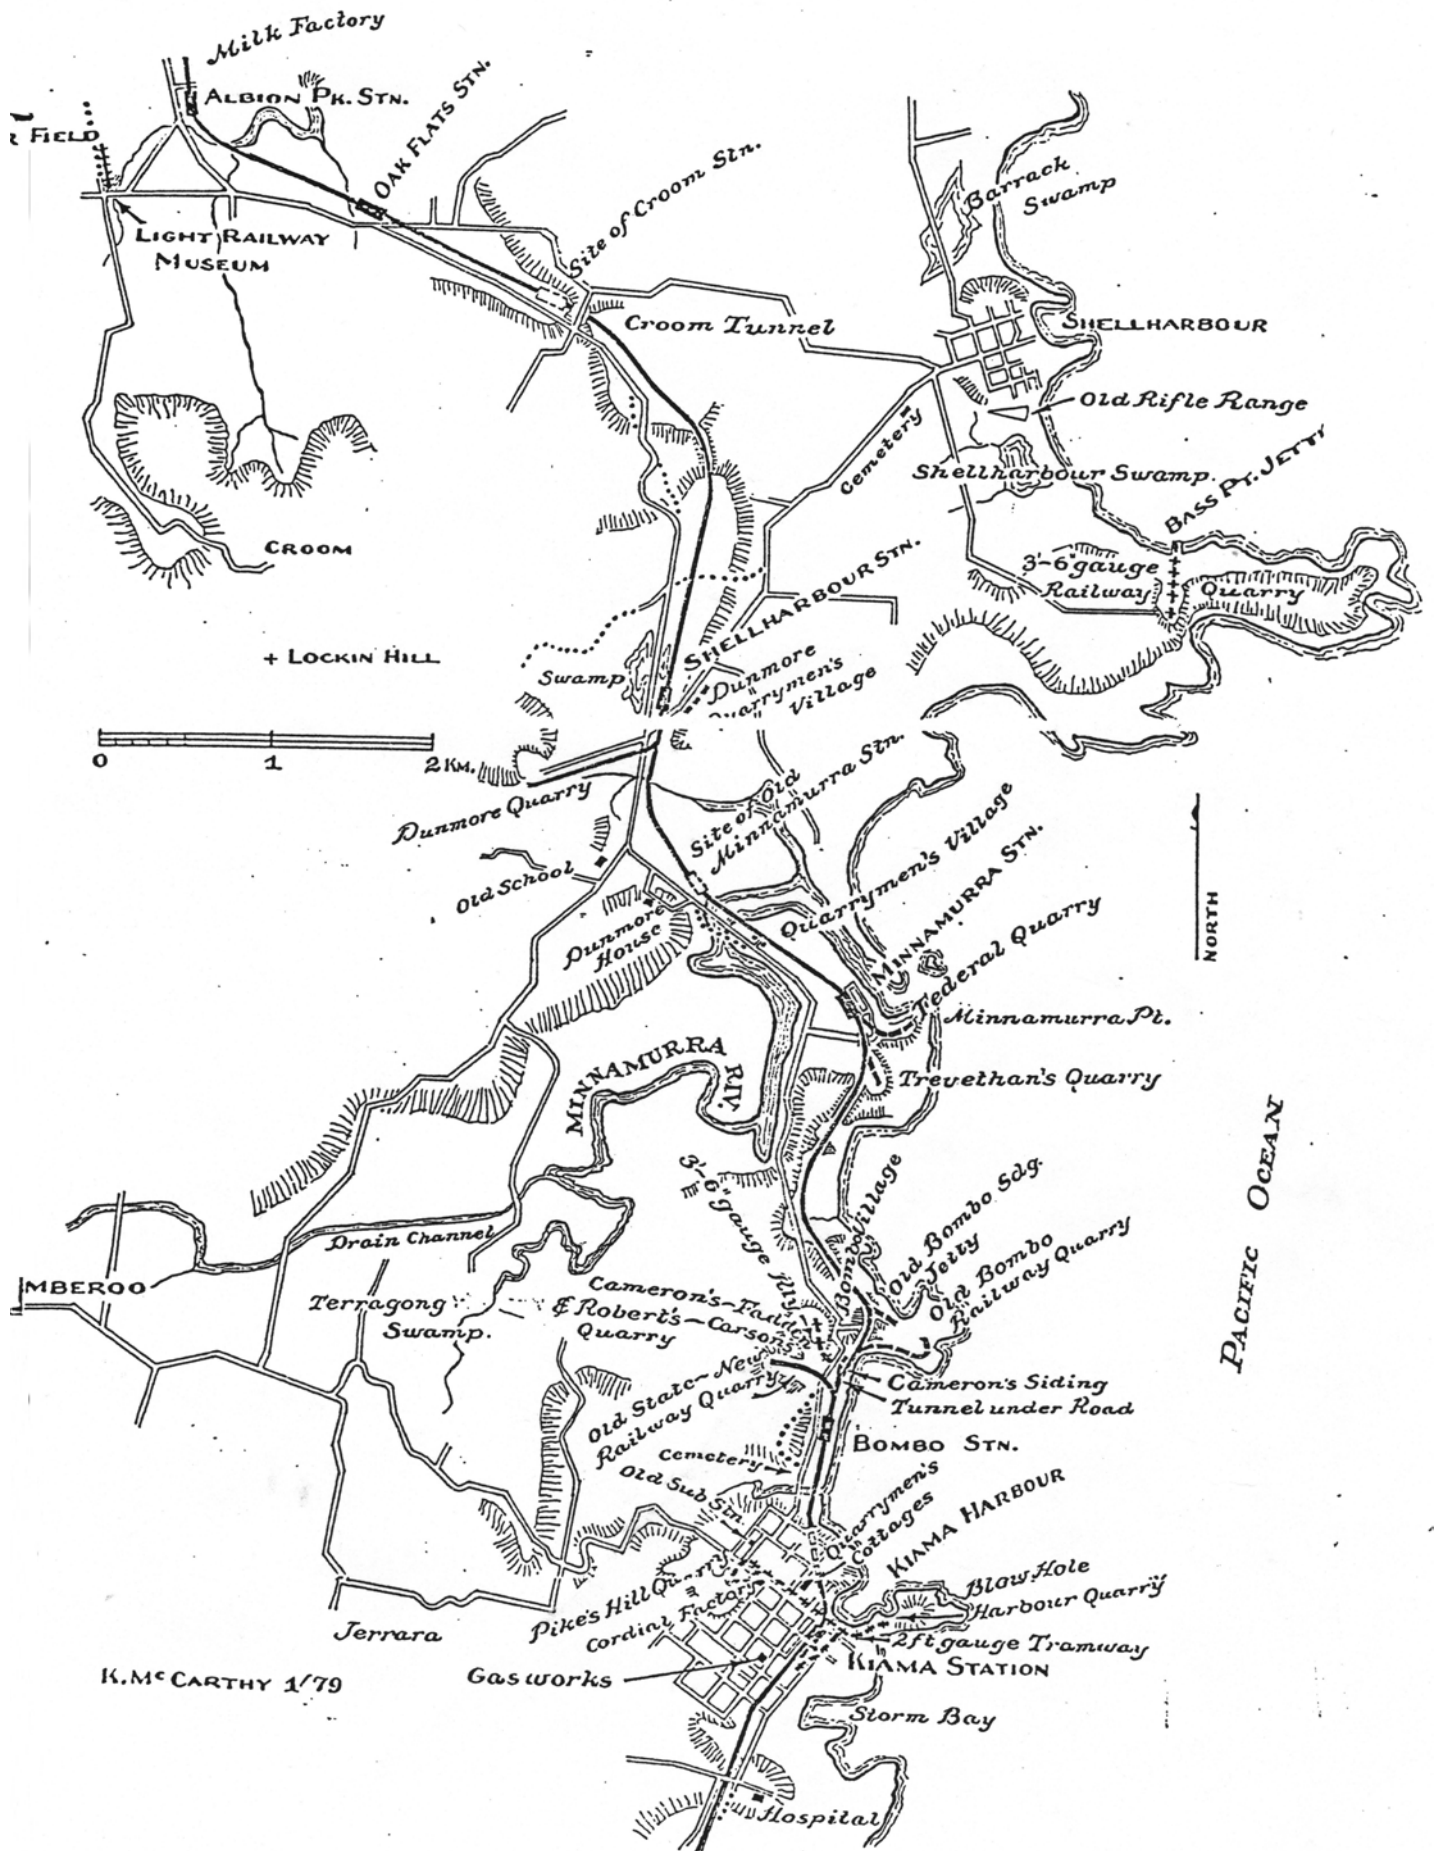 Milk Factory
ALBION PK. STN.
OAK FLATS STN.
FIELD
LIGHT RAILWAY
MUSEUM
Site of Croom Stn.
Croom Tunnel
Barrack
Swamp
SHELLHARBOUR
Old Rifle Range
Cemetery
Shellharbour Swamp.
BASS PT. JETT
3'-6" gauge
Railway
Quarry
CROOM
+ LOCKIN HILL
SHELLHARBOUR STN.
Swamp
Dunmore
Quarrymen's
Village
0 1 2 KM.
Dunmore Quarry
Site of Old
Minnamurra Stn.
Old School
Quarrymen's Village
MINNAMURRA STN.
Dunmore
House
Federal Quarry
NORTH
Minnamurra Pt.
MINNAMURRA
RIV.
Trevethan's Quarry
PACIFIC OCEAN
3'-6" gauge Rly.
Bombo Village
Old Bombo Sdg.
Jetty
Old Bombo
Railway Quarry
Drain Channel
MBEROO
Terragong
Swamp.
Cameron's-Fadden
& Robert's-Carson's
Quarry
Old State-New
Railway Quarry
Cameron's Siding
Tunnel under Road
BOMBO STN.
Cemetery
Old Sub Stn.
Quarrymen's
Cottages
KIAMA HARBOUR
Blow Hole
Harbour Quarry
Pike's Hill Quarry
Cordial Factory
2ft gauge Tramway
KIAMA STATION
Jerrara
Gasworks
K. McCARTHY 1/79
Storm Bay
Hospital